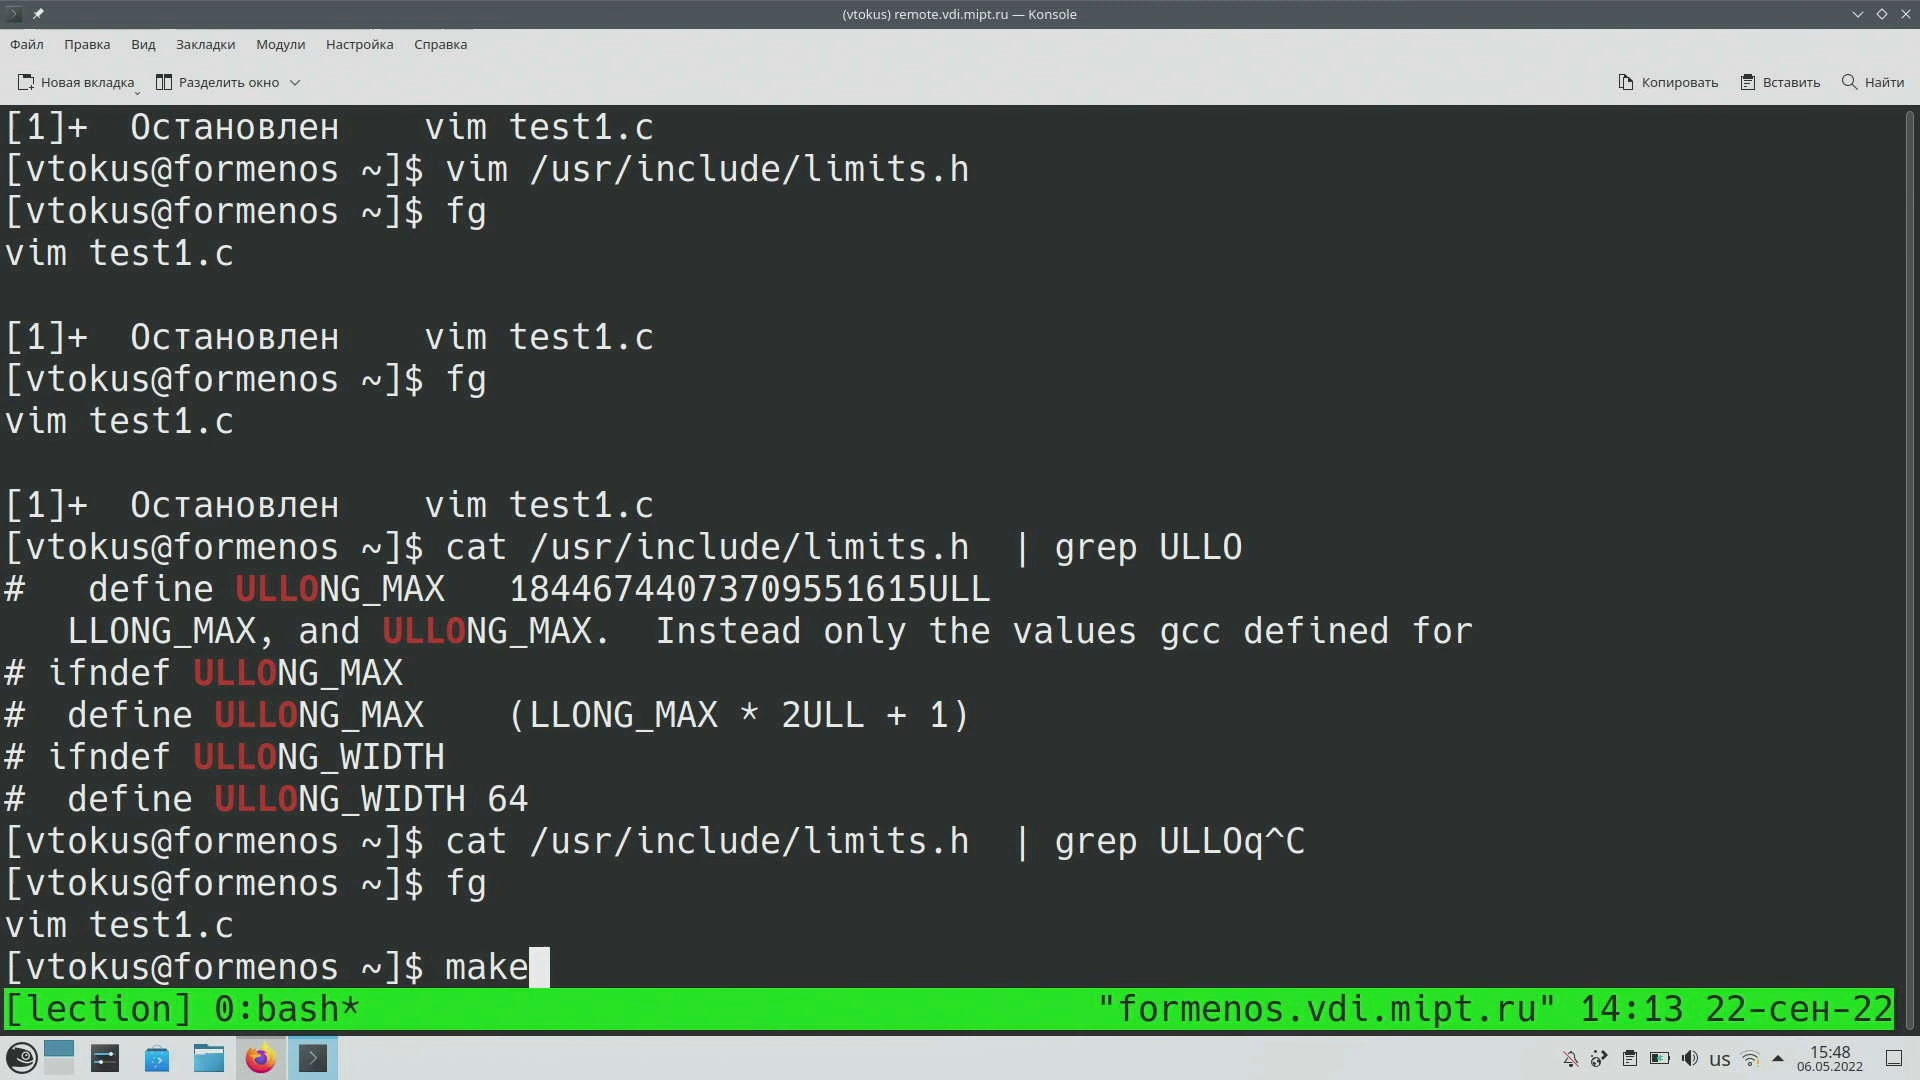 (vtokus) remote.vdi.mipt.ru — Konsole
Файл Правка Вид Закладки Модули Настройка Справка
Новая вкладка Разделить окно Копировать Вставить Найти
[1]+  Остановлен    vim test1.c
[vtokus@formenos ~]$ vim /usr/include/limits.h
[vtokus@formenos ~]$ fg
vim test1.c
[1]+  Остановлен    vim test1.c
[vtokus@formenos ~]$ fg
vim test1.c
[1]+  Остановлен    vim test1.c
[vtokus@formenos ~]$ cat /usr/include/limits.h  | grep ULLO
#   define ULLONG_MAX   18446744073709551615ULL
   LLONG_MAX, and ULLONG_MAX.  Instead only the values gcc defined for
# ifndef ULLONG_MAX
#  define ULLONG_MAX    (LLONG_MAX * 2ULL + 1)
# ifndef ULLONG_WIDTH
#  define ULLONG_WIDTH 64
[vtokus@formenos ~]$ cat /usr/include/limits.h  | grep ULLOq^C
[vtokus@formenos ~]$ fg
vim test1.c
[vtokus@formenos ~]$ make
[lection] 0:bash* "formenos.vdi.mipt.ru" 14:13 22-сен-22
us 15:48
06.05.2022